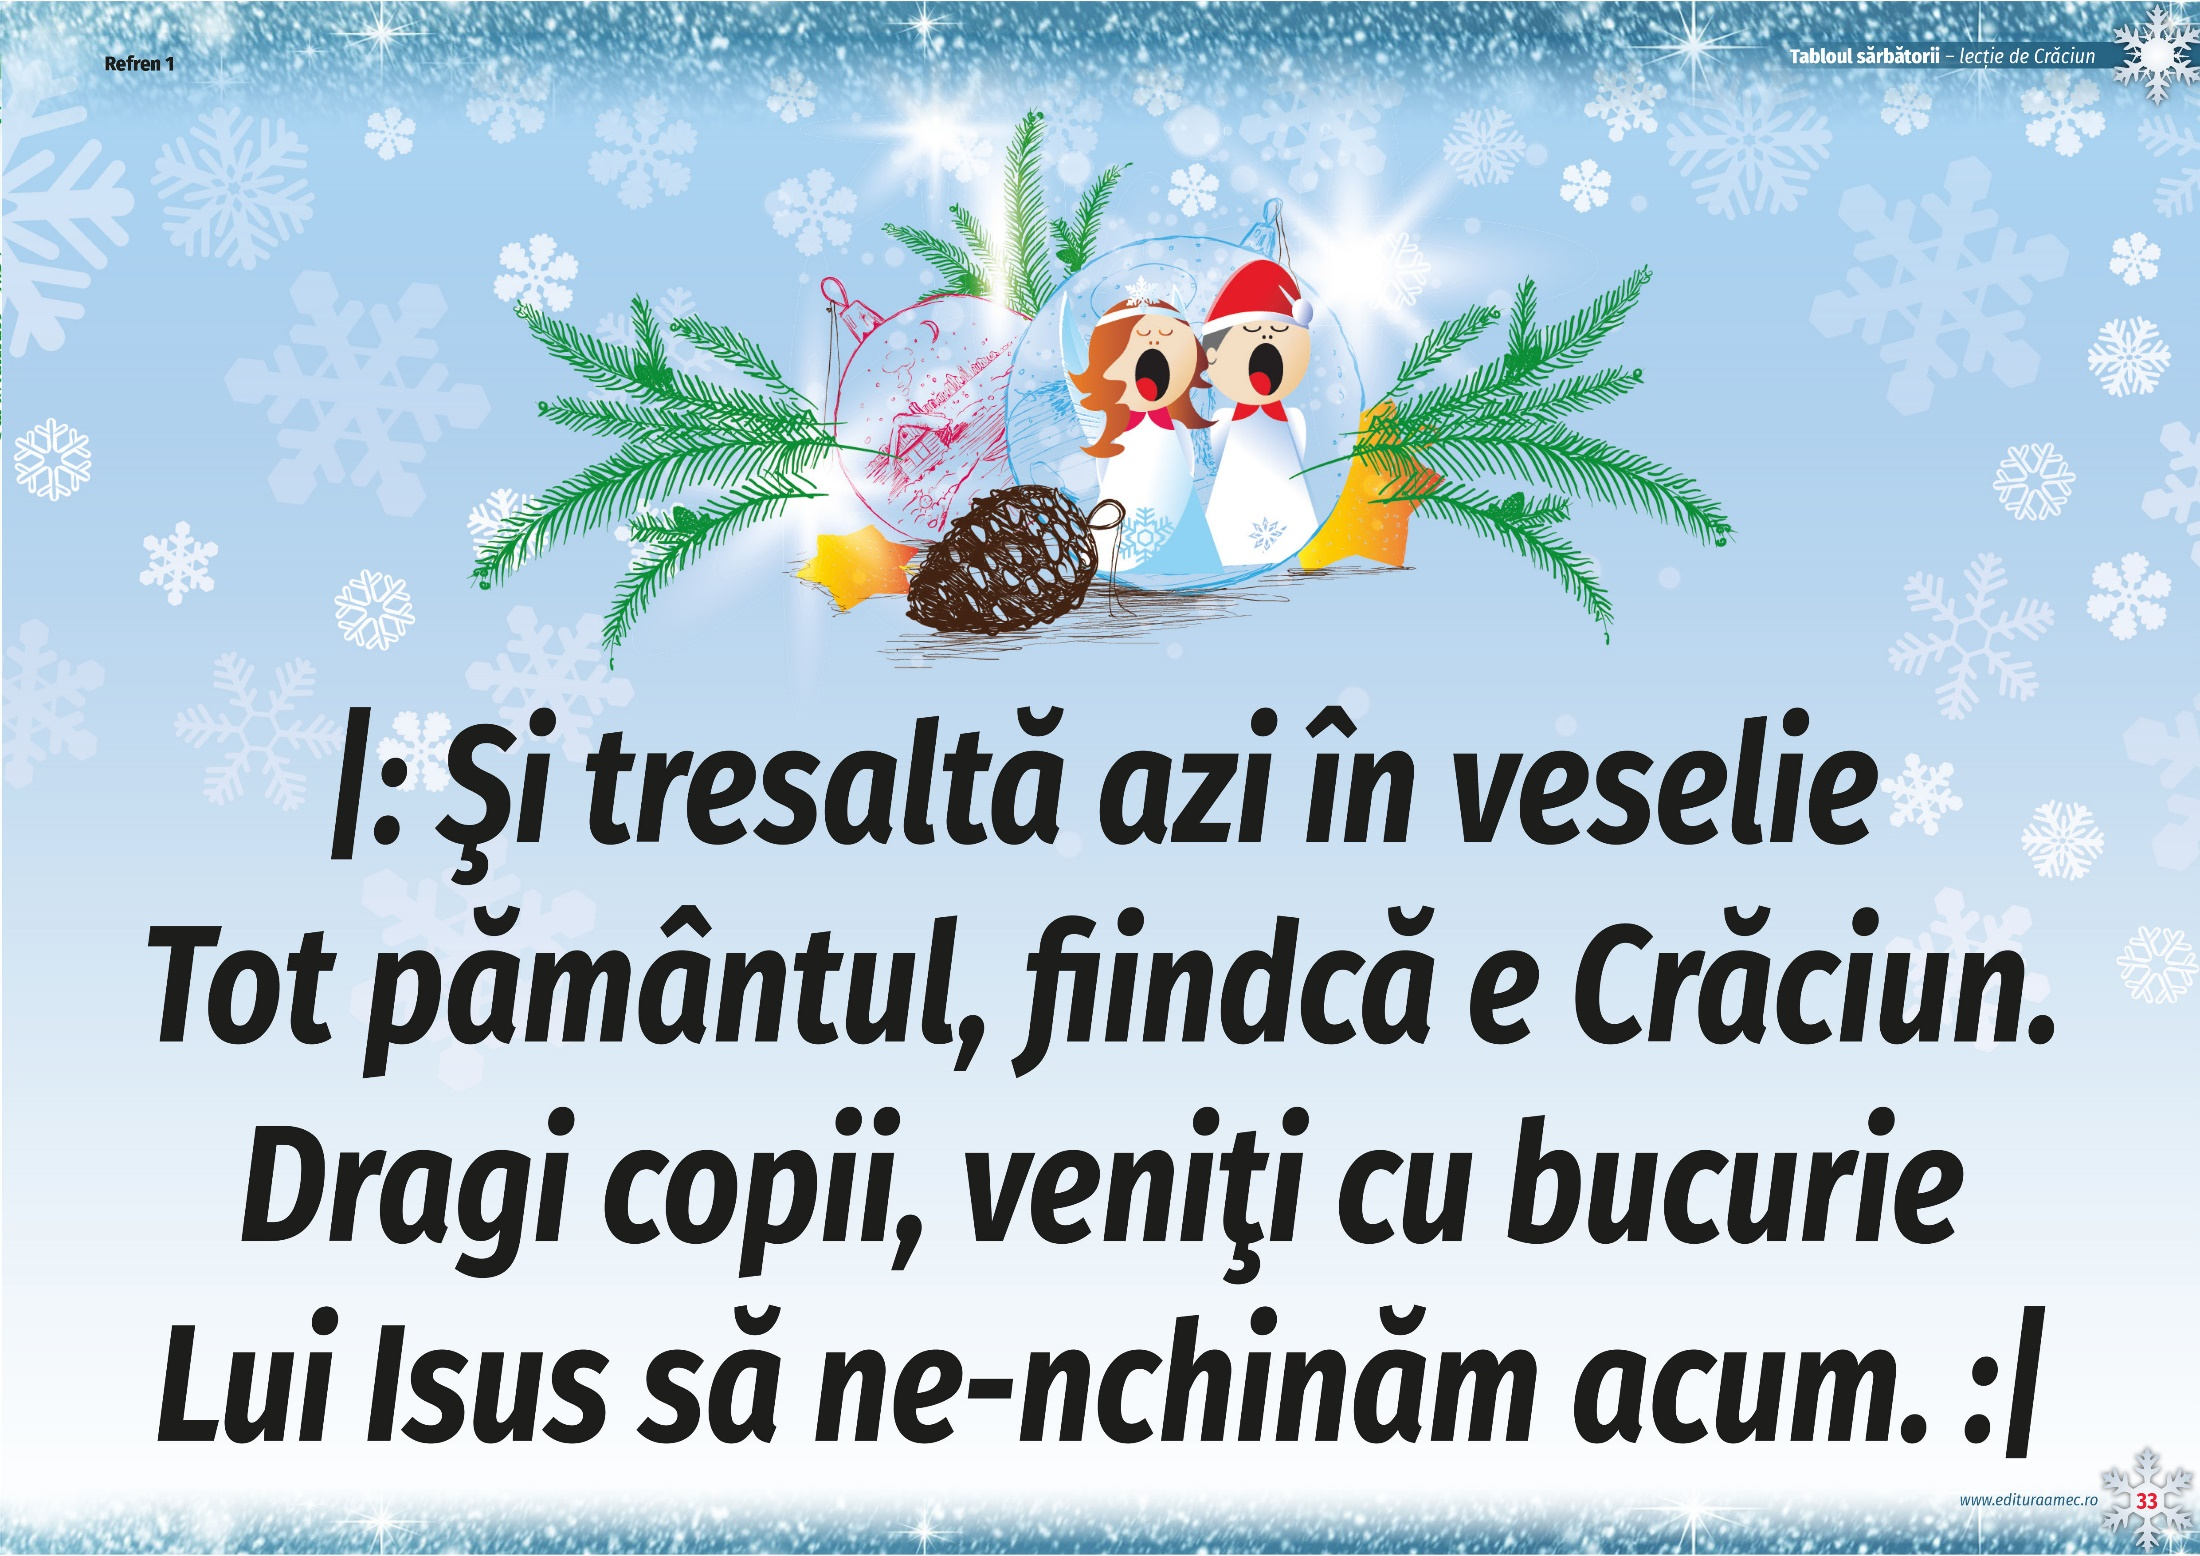 Refren 1
Tabloul sărbătorii – lecție de Crăciun
|: Şi tresaltă azi în veselie
Tot pământul, fiindcă e Crăciun.
Dragi copii, veniţi cu bucurie
Lui Isus să ne-nchinăm acum. :|
www.edituraamec.ro
33